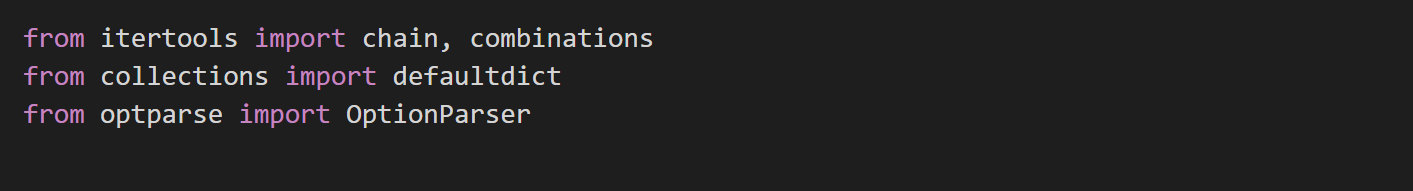 from itertools import chain, combinations
from collections import defaultdict
from optparse import OptionParser